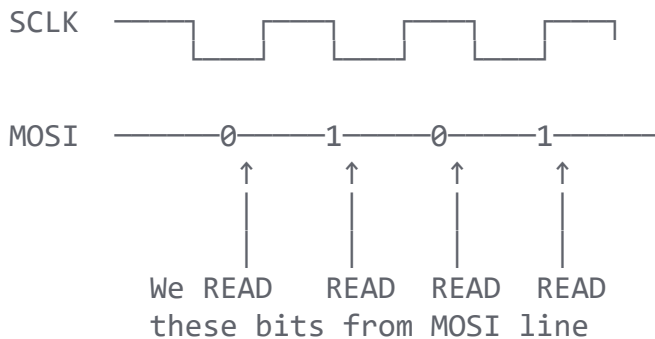 SCLK
MOSI 0 1 0 1
We READ READ READ READ
these bits from MOSI line